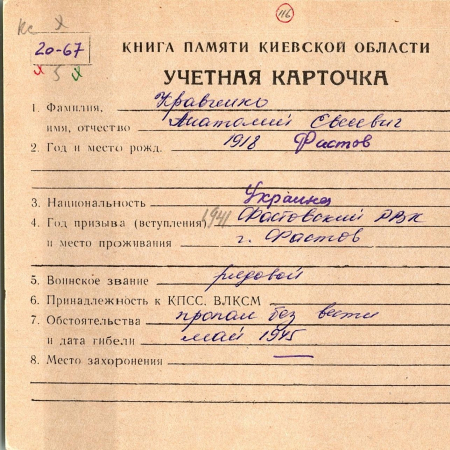 116
20-67
КНИГА ПАМЯТИ КИЕВСКОЙ ОБЛАСТИ
УЧЕТНАЯ КАРТОЧКА
1. Фамилия, Кравченко
имя, отчество Анатолий Евсеевич
2. Год и место рожд. 1918 Фастов
3. Национальность Украинец
4. Год призыва (вступления) 1941 Фастовский РВК
и место проживания г. Фастов
5. Воинское звание рядовой
6. Принадлежность к КПСС. ВЛКСМ
7. Обстоятельства пропал без вести
и дата гибели май 1945
8. Место захоронения